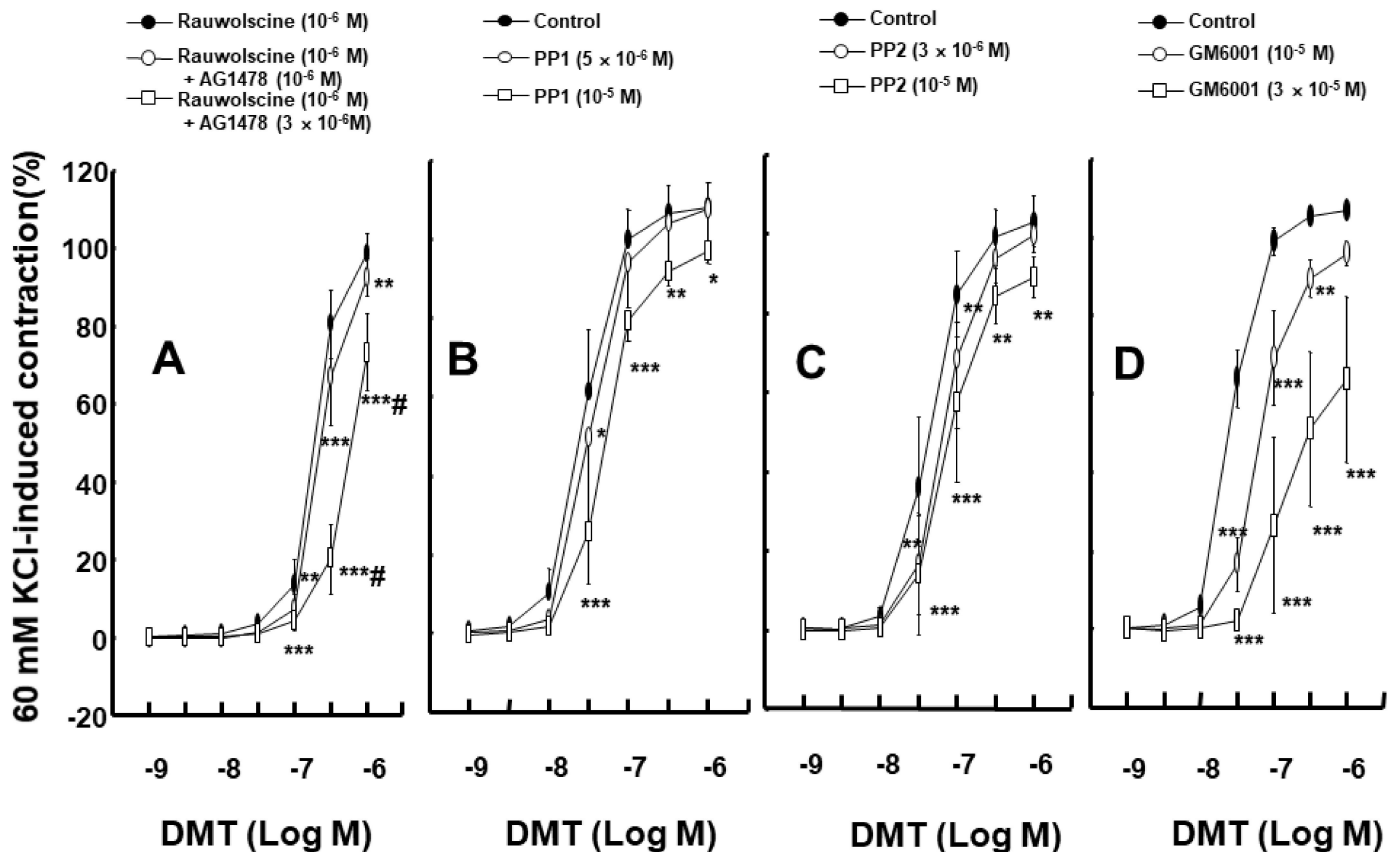 Rauwolscine (10-6 M)
Rauwolscine (10-6 M)
+ AG1478 (10-6 M)
Rauwolscine (10-6 M)
+ AG1478 (3 × 10-6M)
Control
PP1 (5 × 10-6 M)
PP1 (10-5 M)
Control
PP2 (3 × 10-6 M)
PP2 (10-5 M)
Control
GM6001 (10-5 M)
GM6001 (3 × 10-5 M)
60 mM KCl-induced contraction(%)
120
100
80
60
40
20
0
-20
A
**
***
***#
**
***#
***
B
*
***
***
**
*
C
**
***
**
***
**
**
D
***
***
***
***
**
***
***
-9 -8 -7 -6
-9 -8 -7 -6
-9 -8 -7 -6
-9 -8 -7 -6
DMT (Log M)
DMT (Log M)
DMT (Log M)
DMT (Log M)